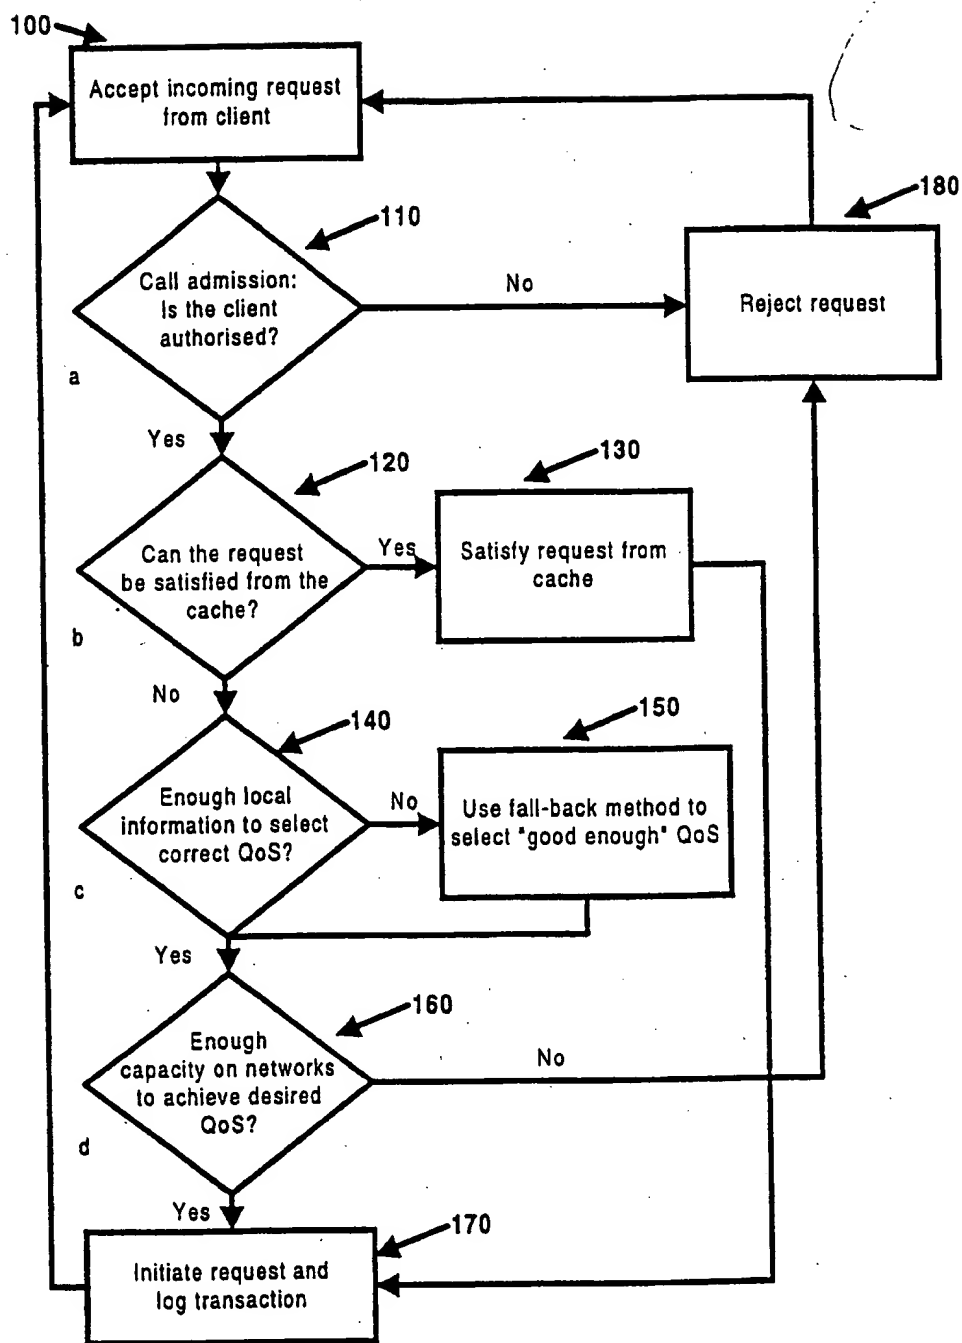 100
Accept incoming request
from client
180
110
Call admission:
Is the client
authorised?
No
Reject request
a
Yes
120
130
Can the request
be satisfied from the
cache?
Yes
Satisfy request from
cache
b
No
140
150
Enough local
information to select
correct QoS?
No
Use fall-back method to
select "good enough" QoS
c
Yes
160
Enough
capacity on networks
to achieve desired
QoS?
No
d
Yes
170
Initiate request and
log transaction